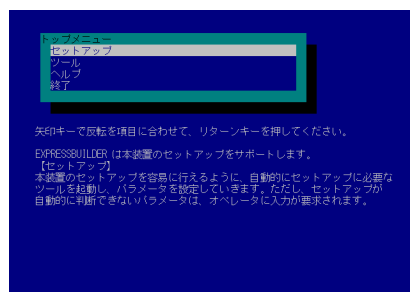 トップメニュー
セットアップ
ツール
ヘルプ
終了
矢印キーで反転を項目に合わせて、リターンキーを押してください。
EXPRESSBUILDER は本装置のセットアップをサポートします。
【セットアップ】
本装置のセットアップを容易に行えるように、自動的にセットアップに必要な
ツールを起動し、パラメータを設定していきます。ただし、セットアップが
自動的に判断できないパラメータは、オペレータに入力が要求されます。